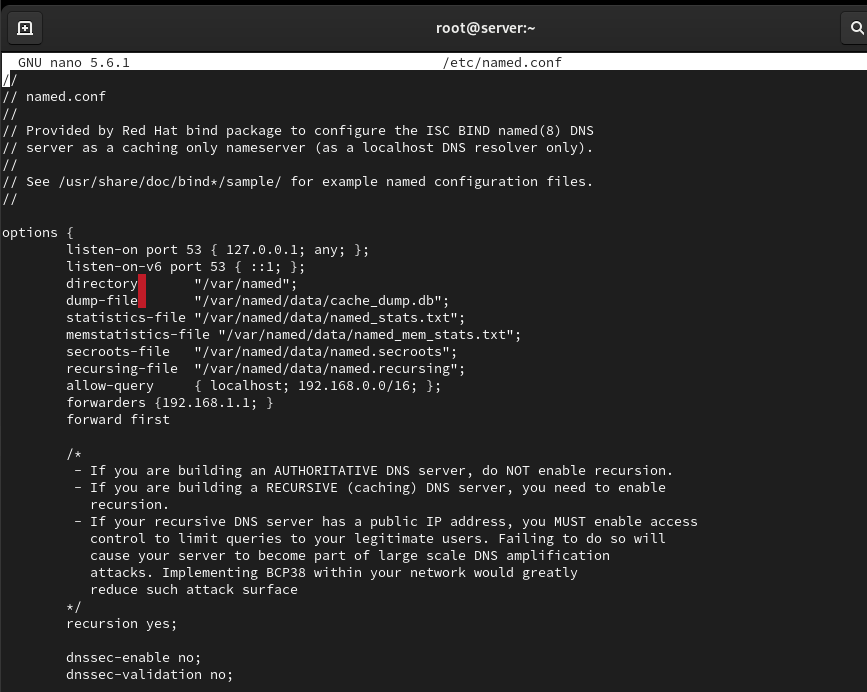 root@server:~
GNU nano 5.6.1 /etc/named.conf
//
// named.conf
//
// Provided by Red Hat bind package to configure the ISC BIND named(8) DNS
// server as a caching only nameserver (as a localhost DNS resolver only).
//
// See /usr/share/doc/bind*/sample/ for example named configuration files.
//
options {
listen-on port 53 { 127.0.0.1; any; };
listen-on-v6 port 53 { ::1; };
directory "/var/named";
dump-file "/var/named/data/cache_dump.db";
statistics-file "/var/named/data/named_stats.txt";
memstatistics-file "/var/named/data/named_mem_stats.txt";
secroots-file "/var/named/data/named.secroots";
recursing-file "/var/named/data/named.recursing";
allow-query { localhost; 192.168.0.0/16; };
forwarders {192.168.1.1; }
forward first
/*
- If you are building an AUTHORITATIVE DNS server, do NOT enable recursion.
- If you are building a RECURSIVE (caching) DNS server, you need to enable
recursion.
- If your recursive DNS server has a public IP address, you MUST enable access
control to limit queries to your legitimate users. Failing to do so will
cause your server to become part of large scale DNS amplification
attacks. Implementing BCP38 within your network would greatly
reduce such attack surface
*/
recursion yes;
dnssec-enable no;
dnssec-validation no;